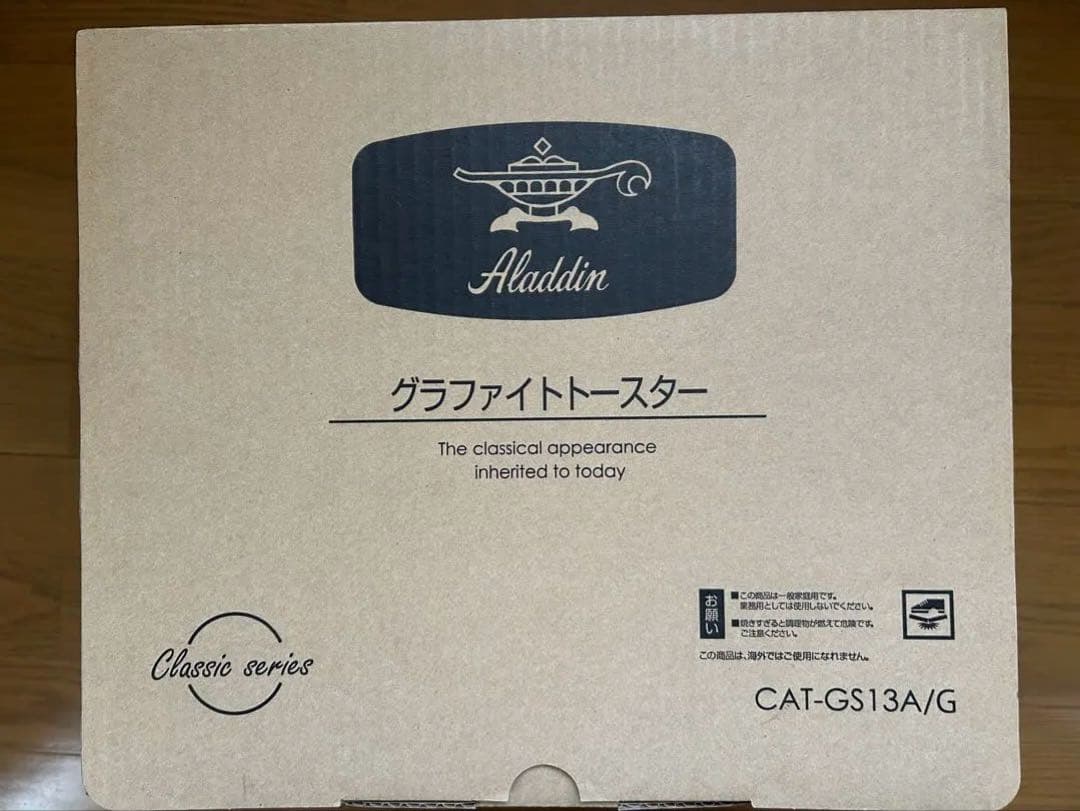 Aladdin
グラファイトトースター
The classical appearance
inherited to today
Classic series
お願い
■この商品は一般家庭用です。
業務用としては使用しないでください。
■焼きすぎると調理物が燃えて危険です。
ご注意ください。
この商品は、海外ではご使用になれません。
CAT-GS13A/G